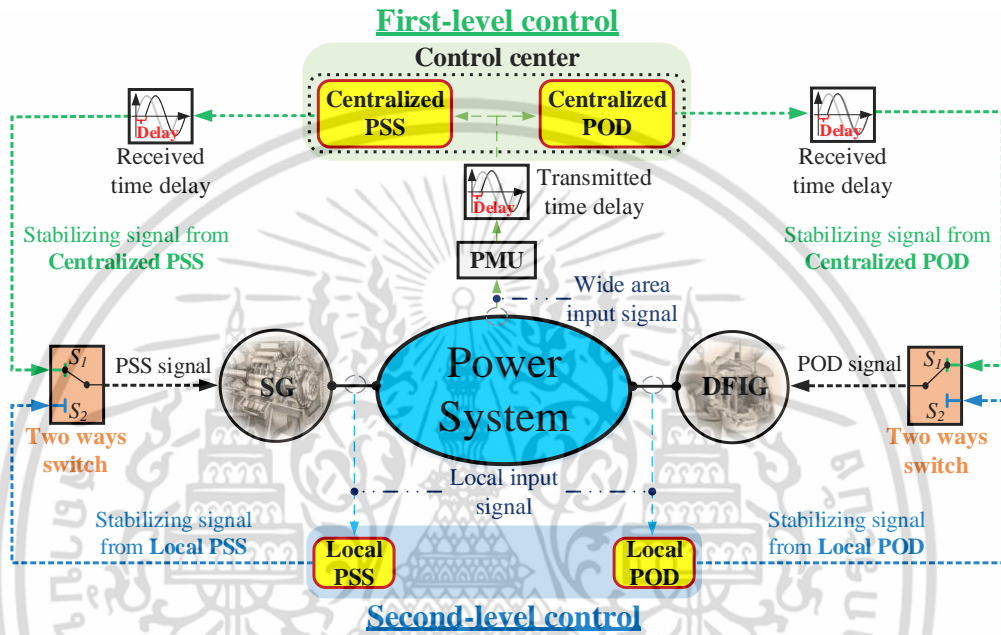 First-level control
Control center
Centralized
PSS
Centralized
POD
Delay
Received
time delay
Delay
Transmitted
time delay
Delay
Received
time delay
Stabilizing signal from
Centralized PSS
PMU
Wide area
input signal
Stabilizing signal from
Centralized POD
S1
S2
Two ways
switch
PSS signal
SG
Power
System
DFIG
POD signal
S1
S2
Two ways
switch
Local input
signal
Stabilizing signal
from Local PSS
Local
PSS
Local
POD
Stabilizing signal
from Local POD
Second-level control